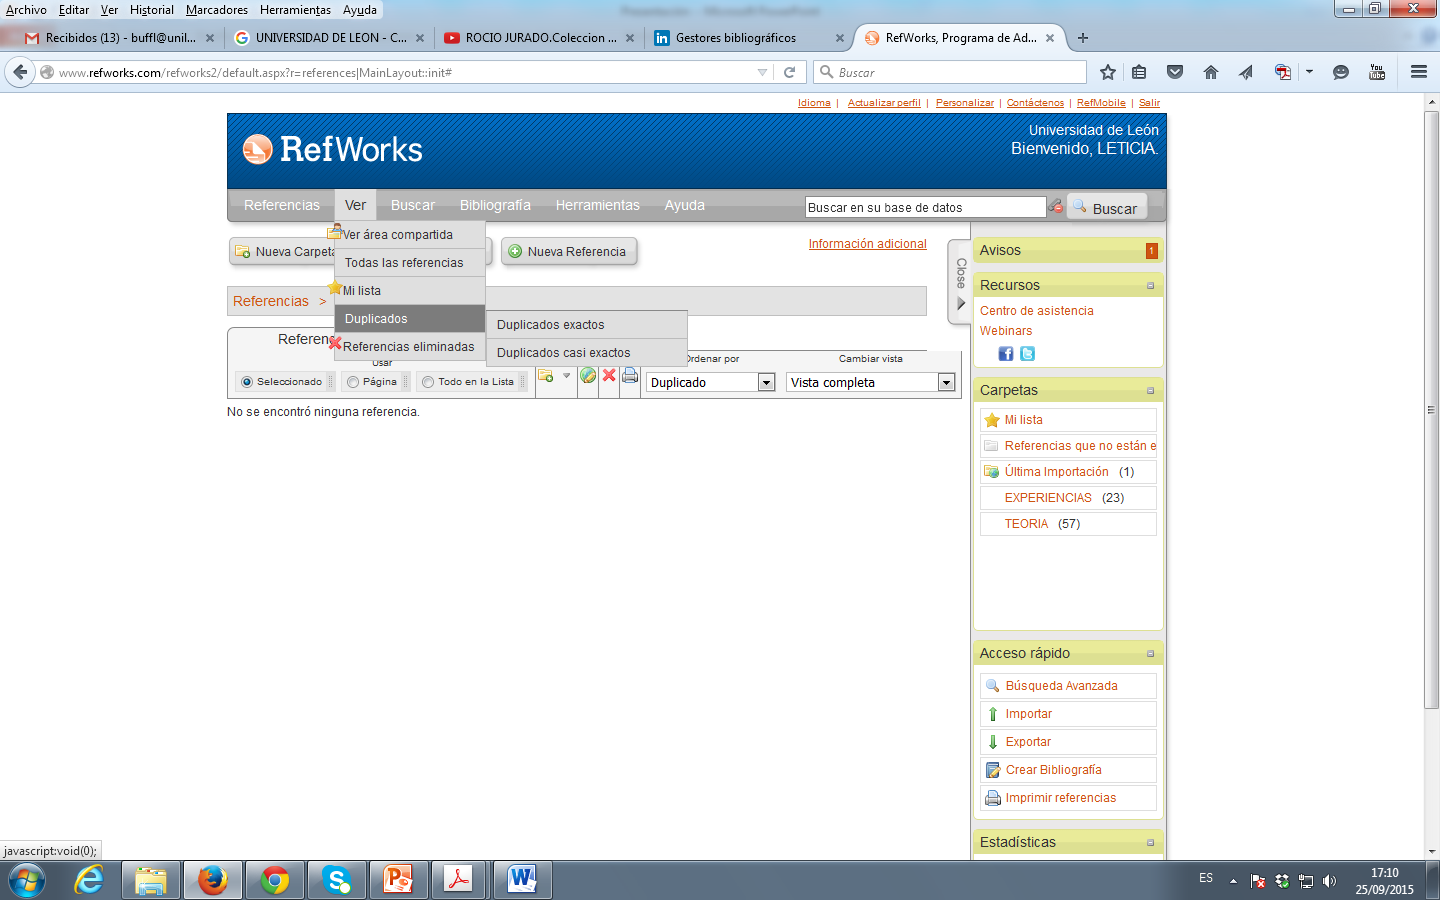 Presentación - Microsoft PowerPoint
Archivo Editar Ver Historial Marcadores Herramientas Ayuda
Recibidos (13) - buffl@unil...
UNIVERSIDAD DE LEON - C...
ROCIO JURADO.Coleccion ...
Gestores bibliográficos
RefWorks, Programa de Ad...
www.refworks.com/refworks2/default.aspx?r=references|MainLayout::init#
Buscar
You Tube
Idioma | Actualizar perfil | Personalizar | Contáctenos | RefMobile | Salir
RefWorks
Universidad de León
Bienvenido, LETICIA.
Referencias Ver Buscar Bibliografía Herramientas Ayuda
Buscar en su base de datos
Buscar
Nueva Carpeta
Nueva Referencia
Información adicional
Ver área compartida
Todas las referencias
Mi lista
Duplicados
Referencias eliminadas
Duplicados exactos
Duplicados casi exactos
Referencias >
Referenc
Usar
Seleccionado Página Todo en la Lista
Ordenar por
Duplicado
Cambiar vista
Vista completa
No se encontró ninguna referencia.
Close
Avisos 1
Recursos
Centro de asistencia
Webinars
Carpetas
Mi lista
Referencias que no están e
Última Importación (1)
EXPERIENCIAS (23)
TEORIA (57)
Acceso rápido
Búsqueda Avanzada
Importar
Exportar
Crear Bibliografía
Imprimir referencias
Estadísticas
javascript:void(0);
ES
17:10
25/09/2015